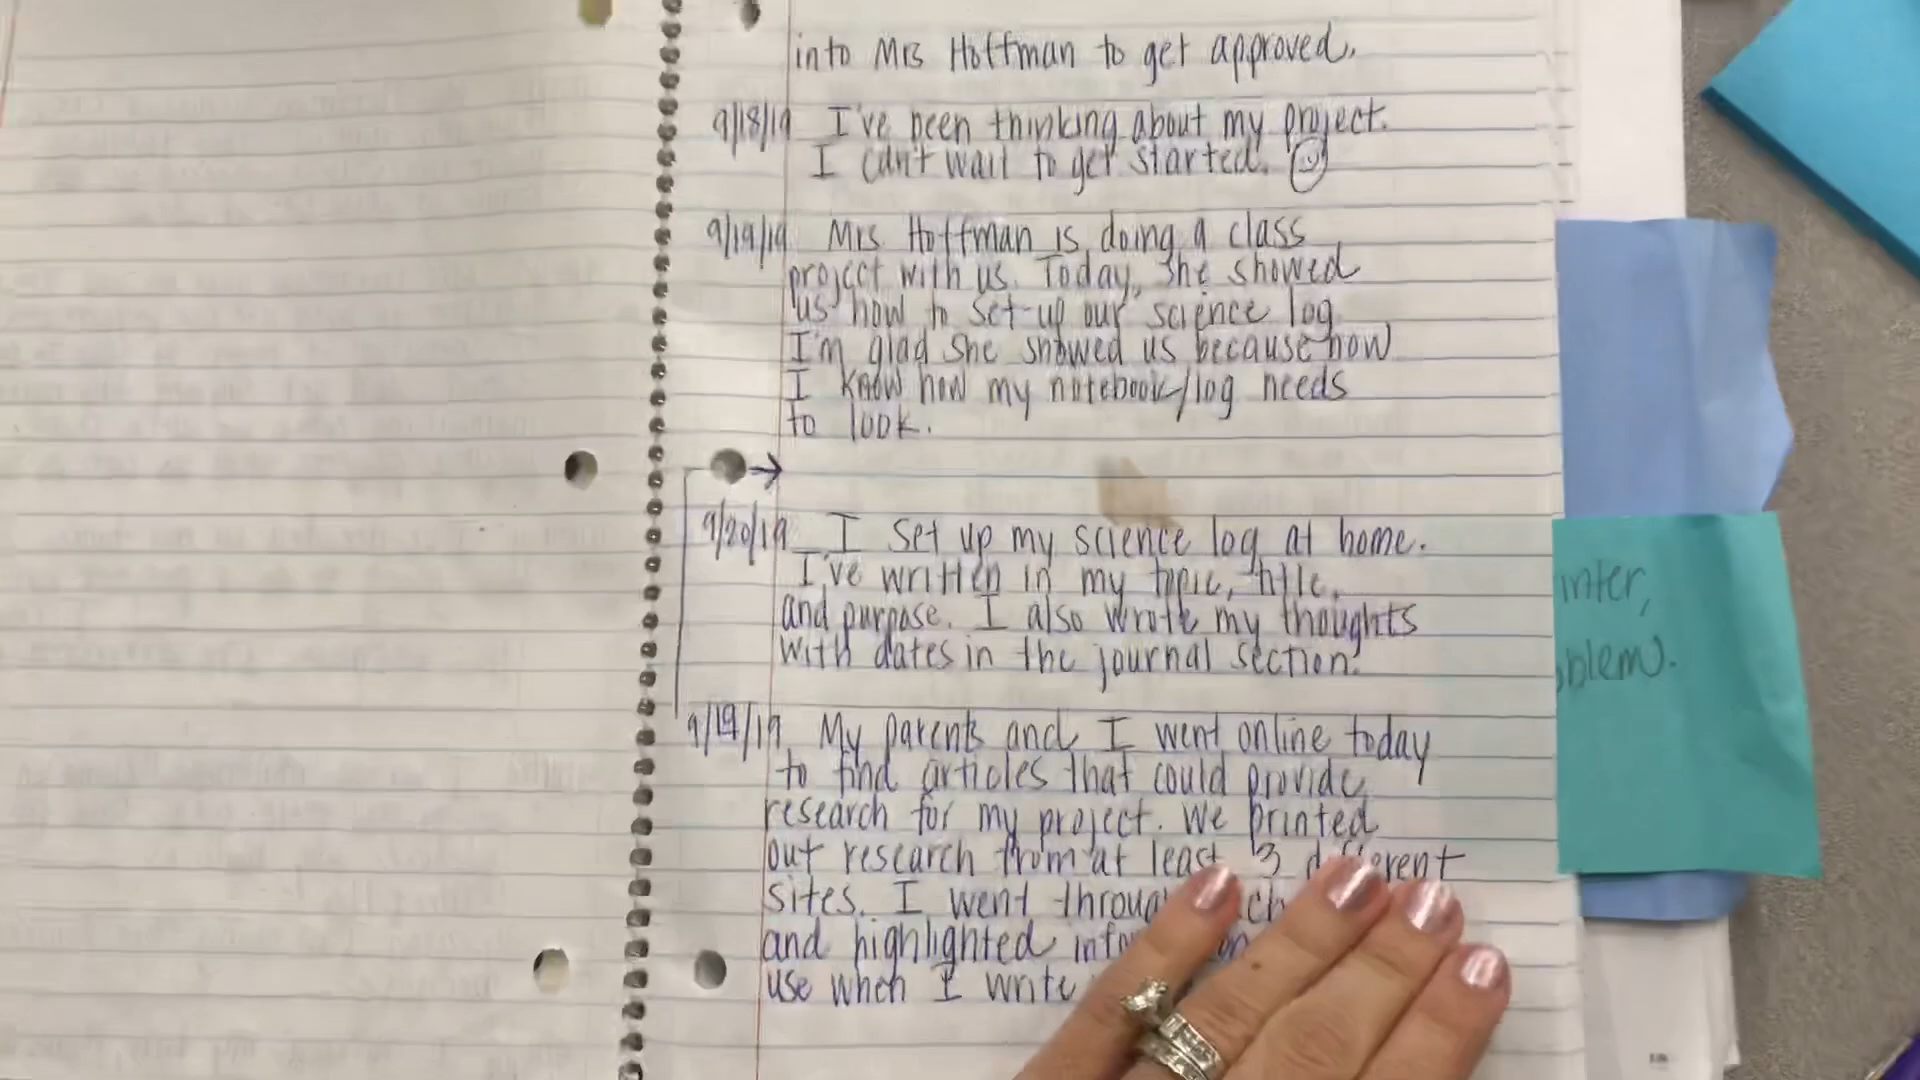 into Mrs Hoffman to get approved.
9/18/19 I've been thinking about my project.
I can't wait to get started.
9/19/19 Mrs Hoffman is doing a class
project with us. Today, she showed
us how to set-up our science log
I'm glad she showed us because now
I know how my notebook/log needs
to look.
9/20/19 I set up my science log at home.
I've written in my topic, title,
and purpose. I also wrote my thoughts
with dates in the journal section.
9/19/19 My parents and I went online today
to find articles that could provide
research for my project. We printed
out research from at least 3 different
sites. I went through
and highlighted
use when I write
inter,
oblem.